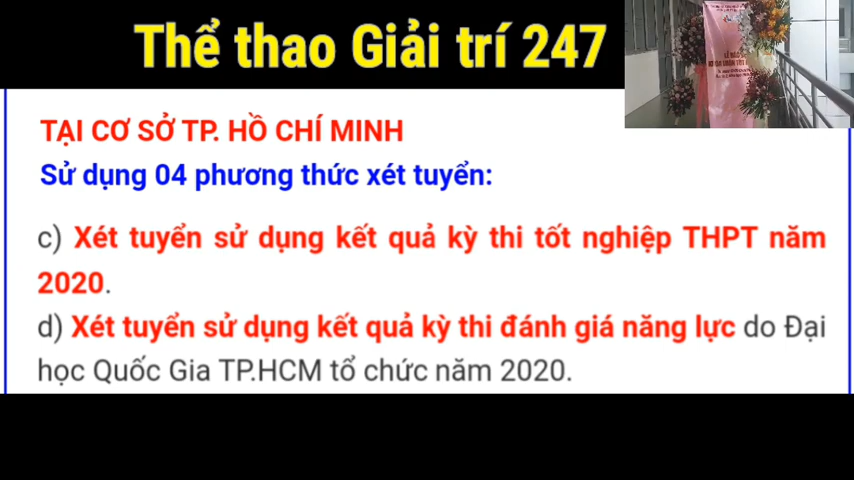 Thể thao Giải trí 247
TẠI CƠ SỞ TP. HỒ CHÍ MINH
Sử dụng 04 phương thức xét tuyển:
c) Xét tuyển sử dụng kết quả kỳ thi tốt nghiệp THPT năm
2020.
d) Xét tuyển sử dụng kết quả kỳ thi đánh giá năng lực do Đại
học Quốc Gia TP.HCM tổ chức năm 2020.